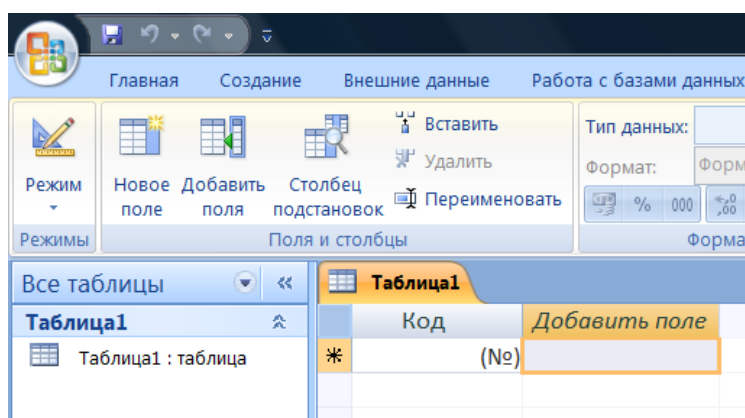 Главная Создание Внешние данные Работа с базами данных
Режим
Новое поле
Добавить поля
Столбец подстановок
Вставить
Удалить
Переименовать
Тип данных:
Формат:
% 000
Режимы
Поля и столбцы
Все таблицы
Таблица1
Таблица1 : таблица
Таблица1
Код Добавить поле
(№)